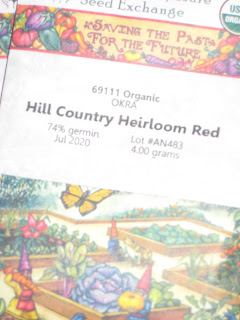 Seed Exchange
Saving the Past
For the Future
69111 Organic
OKRA
Hill Country Heirloom Red
74% germin Lot #AN483
Jul 2020 4.00 grams